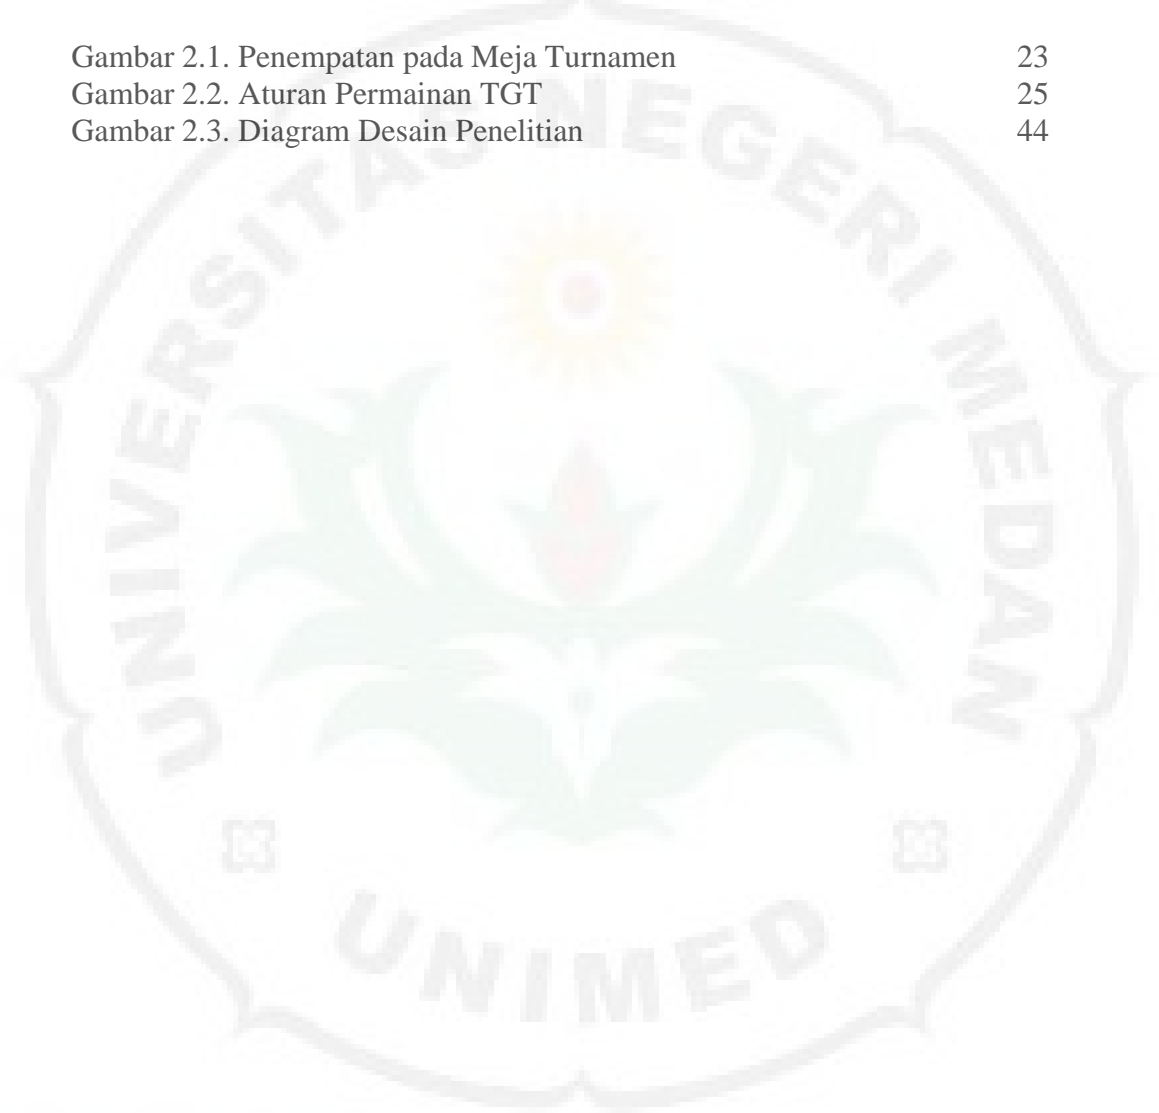 Gambar 2.1. Penempatan pada Meja Turnamen 23
Gambar 2.2. Aturan Permainan TGT 25
Gambar 2.3. Diagram Desain Penelitian 44
UNIVERSITAS NEGERI MEDAN
UNIMED